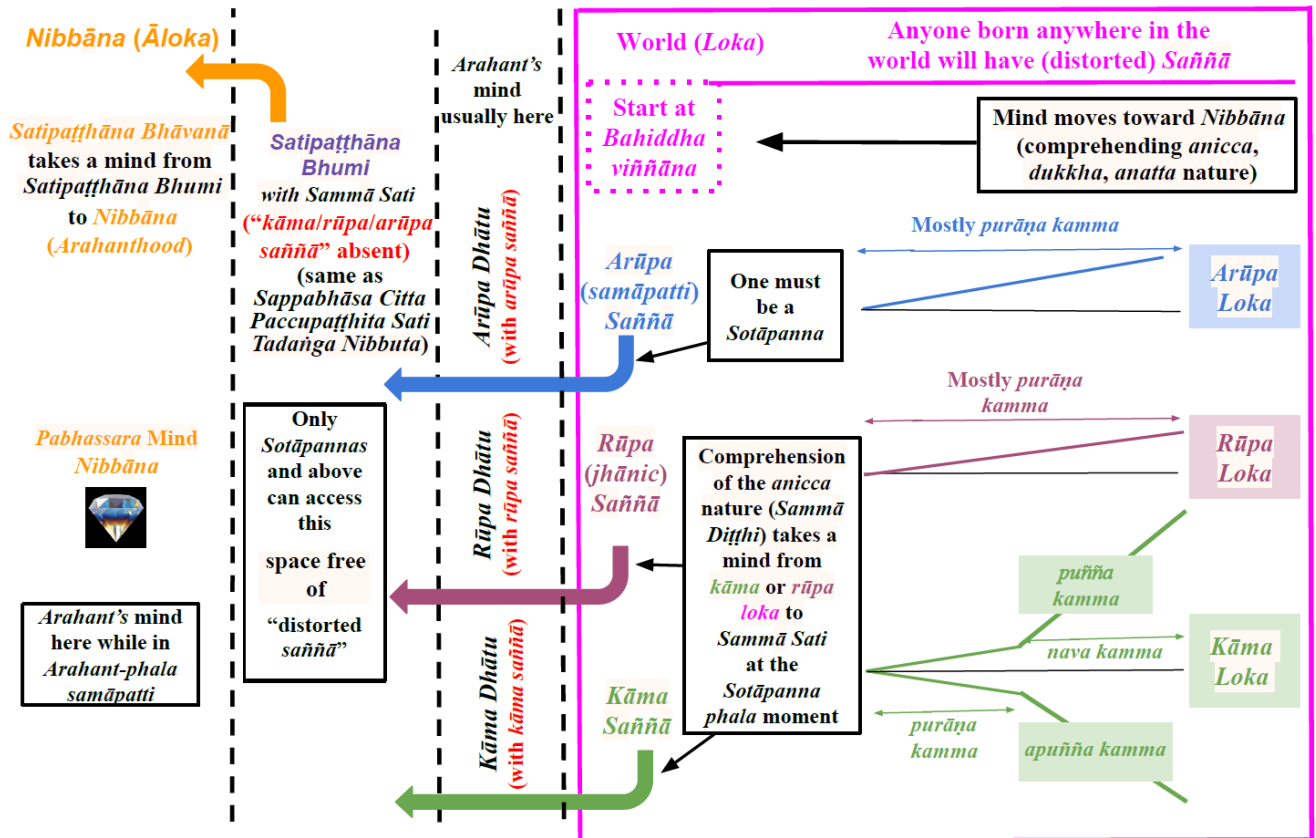 Nibbāna (Āloka)
Satipaṭṭhāna Bhāvanā
takes a mind from
Satipaṭṭhāna Bhumi
to Nibbāna
(Arahanthood)
Pabhassara Mind
Nibbāna
Arahant's mind
here while in
Arahant-phala
samāpatti
Satipaṭṭhāna
Bhumi
with Sammā Sati
(“kāma/rūpa/arūpa
saññā” absent)
(same as
Sappabhāsa Citta
Paccupaṭṭhita Sati
Tadaṅga Nibbuta)
Only
Sotāpannas
and above
can access
this
space free
of
“distorted
saññā”
Arahant's
mind
usually here
Arūpa Dhātu
(with arūpa saññā)
Rūpa Dhātu
(with rūpa saññā)
Kāma Dhātu
(with kāma saññā)
World (Loka)
Anyone born anywhere in the
world will have (distorted) Saññā
Start at
Bahiddha
viññāna
Mind moves toward Nibbāna
(comprehending anicca,
dukkha, anatta nature)
Arūpa
(samāpatti)
Saññā
One must
be a
Sotāpanna
Mostly purāṇa kamma
Arūpa
Loka
Rūpa
(jhānic)
Saññā
Comprehension
of the anicca
nature (Sammā
Diṭṭhi) takes a
mind from
kāma or rūpa
loka to
Sammā Sati
at the
Sotāpanna
phala moment
Mostly purāṇa
kamma
Rūpa
Loka
Kāma
Saññā
puñña
kamma
nava kamma
purāṇa
kamma
apuñña kamma
Kāma
Loka